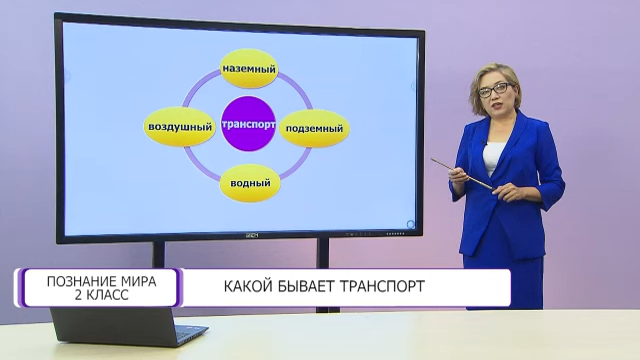 наземный
воздушный
транспорт
подземный
водный
ПОЗНАНИЕ МИРА
2 КЛАСС
КАКОЙ БЫВАЕТ ТРАНСПОРТ